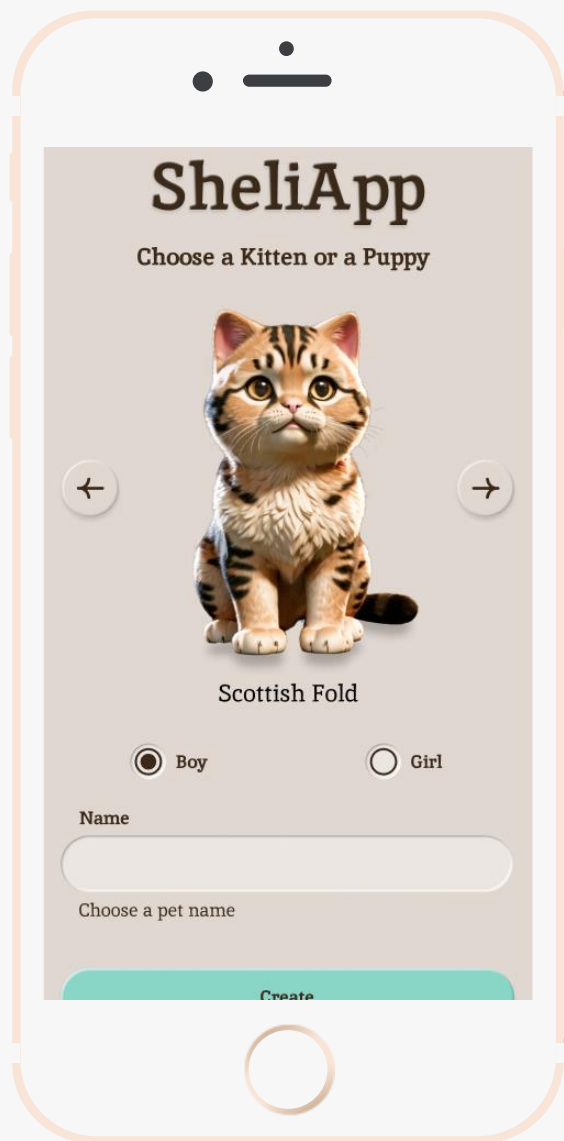 SheliApp
Choose a Kitten or a Puppy
Scottish Fold
Boy
Girl
Name
Choose a pet name
Create